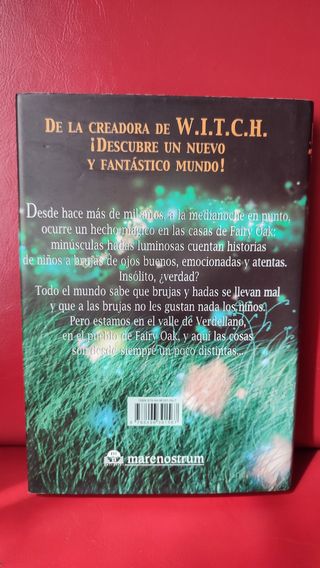 DE LA CREADORA DE W.I.T.C.H.
¡DESCUBRE UN NUEVO
Y FANTÁSTICO MUNDO!
Desde hace más de mil años, a la medianoche en punto,
ocurre un hecho mágico en las casas de Fairy Oak:
minúsculas hadas luminosas cuentan historias
de niños a brujas de ojos buenos, emocionadas y atentas.
Insólito, ¿verdad?
Todo el mundo sabe que brujas y hadas se llevan mal
y que a las brujas no les gustan nada los niños.
Pero estamos en el valle de Verdellano,
en el pueblo de Fairy Oak, y aquí las cosas
son desde siempre un poco distintas...
marenostrum